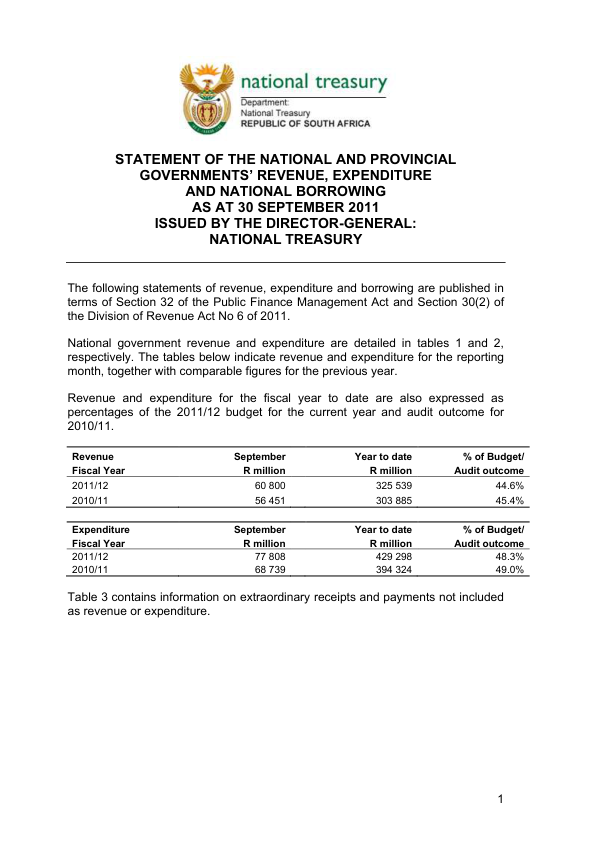 national treasury
Department:
National Treasury
REPUBLIC OF SOUTH AFRICA
STATEMENT OF THE NATIONAL AND PROVINCIAL
GOVERNMENTS' REVENUE, EXPENDITURE
AND NATIONAL BORROWING
AS AT 30 SEPTEMBER 2011
ISSUED BY THE DIRECTOR-GENERAL:
NATIONAL TREASURY
The following statements of revenue, expenditure and borrowing are published in
terms of Section 32 of the Public Finance Management Act and Section 30(2) of
the Division of Revenue Act No 6 of 2011.
National government revenue and expenditure are detailed in tables 1 and 2,
respectively. The tables below indicate revenue and expenditure for the reporting
month, together with comparable figures for the previous year.
Revenue and expenditure for the fiscal year to date are also expressed as
percentages of the 2011/12 budget for the current year and audit outcome for
2010/11.
Revenue September Year to date % of Budget/
Fiscal Year R million R million Audit outcome
2011/12 60 800 325 539 44.6%
2010/11 56 451 303 885 45.4%
Expenditure September Year to date % of Budget/
Fiscal Year R million R million Audit outcome
2011/12 77 808 429 298 48.3%
2010/11 68 739 394 324 49.0%
Table 3 contains information on extraordinary receipts and payments not included
as revenue or expenditure.
1